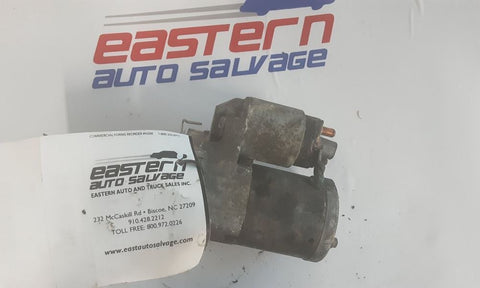 eastern
AUTO SALVAGE
eastern
AUTO SALVAGE
EASTERN AUTO AND TRUCK SALES INC.
232 McCaskill Rd • Biscoe, NC 27209
910.428.2212
TOLL FREE: 800.972.0226
www.eastautosalvage.com